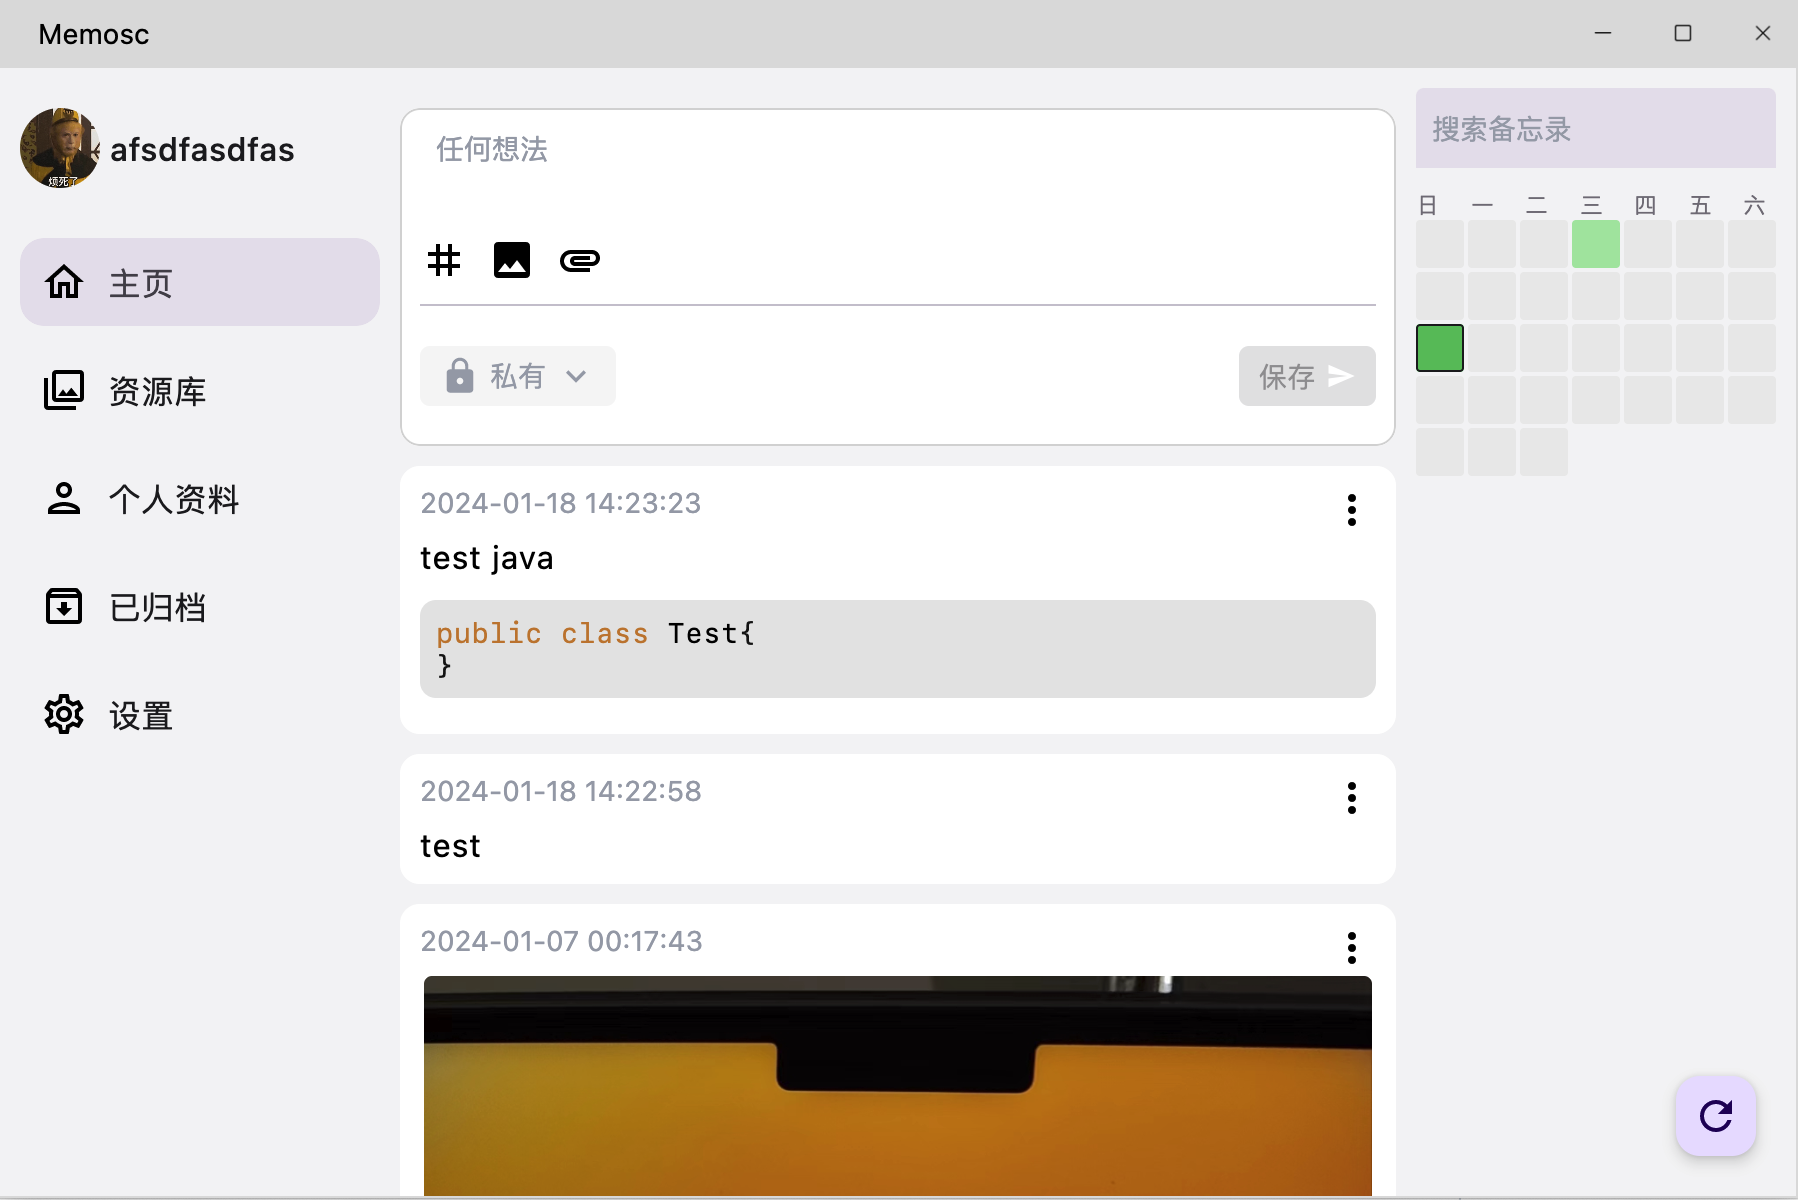 Memosc
烦死了
afsdfasdfas
主页
资源库
个人资料
已归档
设置
任何想法
私有
保存
2024-01-18 14:23:23
test java
public class Test{
}
2024-01-18 14:22:58
test
2024-01-07 00:17:43
搜索备忘录
日 一 二 三 四 五 六